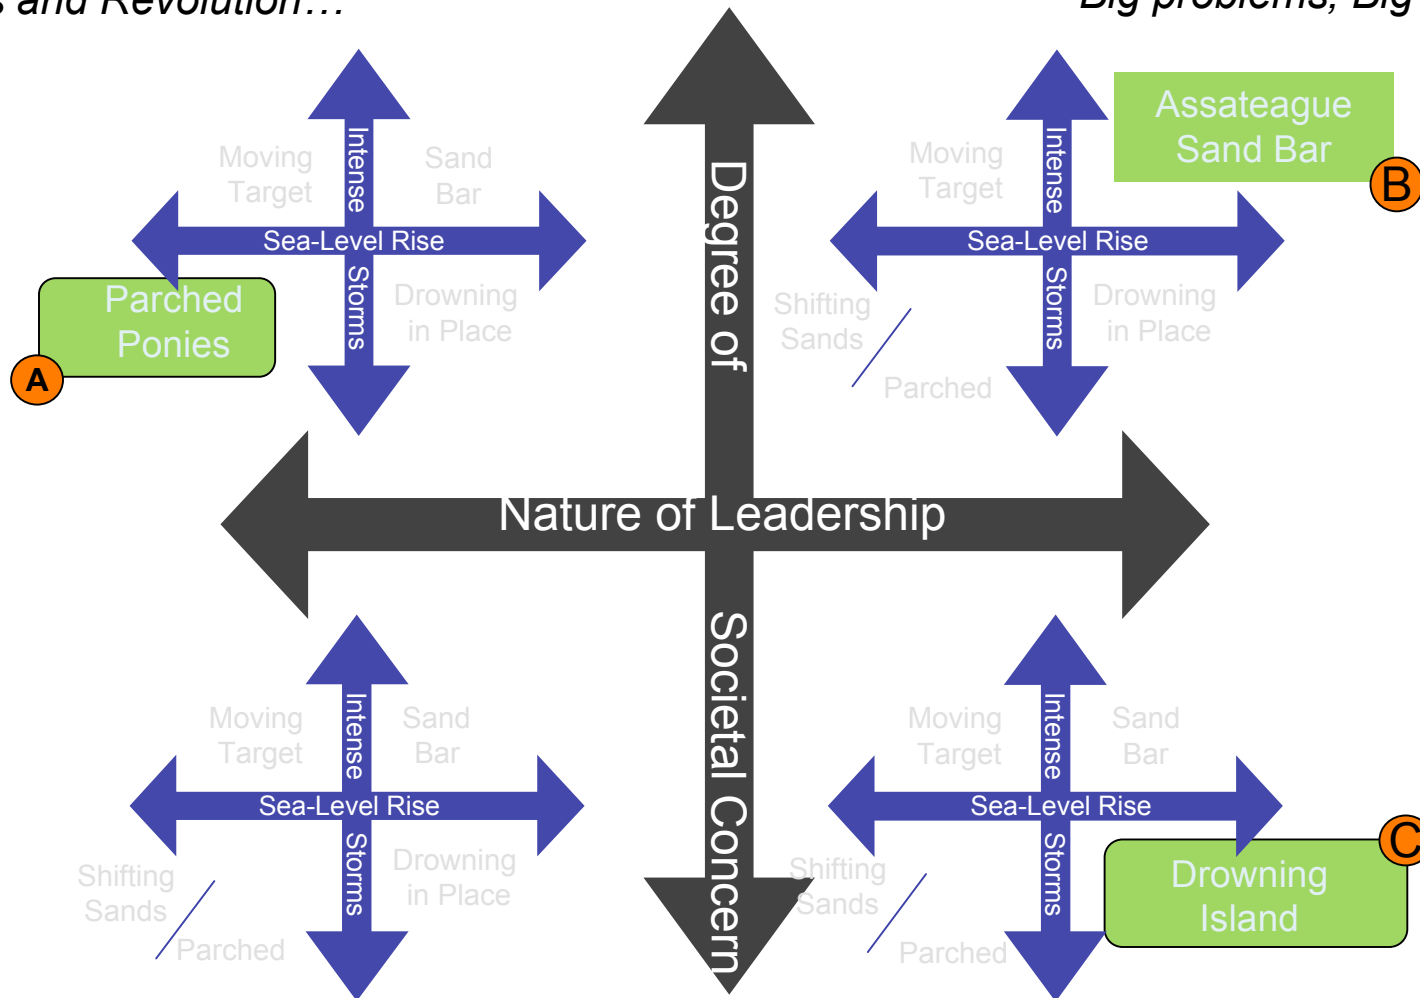 s and Revolution…
Big problems, Big
Moving
Target
Sand
Bar
Intense
Sea-Level Rise
Storms
Parched
Ponies
A
Drowning
in Place
Moving
Target
Intense
Assateague
Sand Bar
B
Sea-Level Rise
Storms
Shifting
Sands
Parched
Drowning
in Place
Degree of
Nature of Leadership
Societal Concern
Moving
Target
Sand
Bar
Intense
Sea-Level Rise
Storms
Shifting
Sands
Parched
Drowning
in Place
Moving
Target
Sand
Bar
Intense
Sea-Level Rise
Storms
Shifting
Sands
Parched
Drowning
Island
C